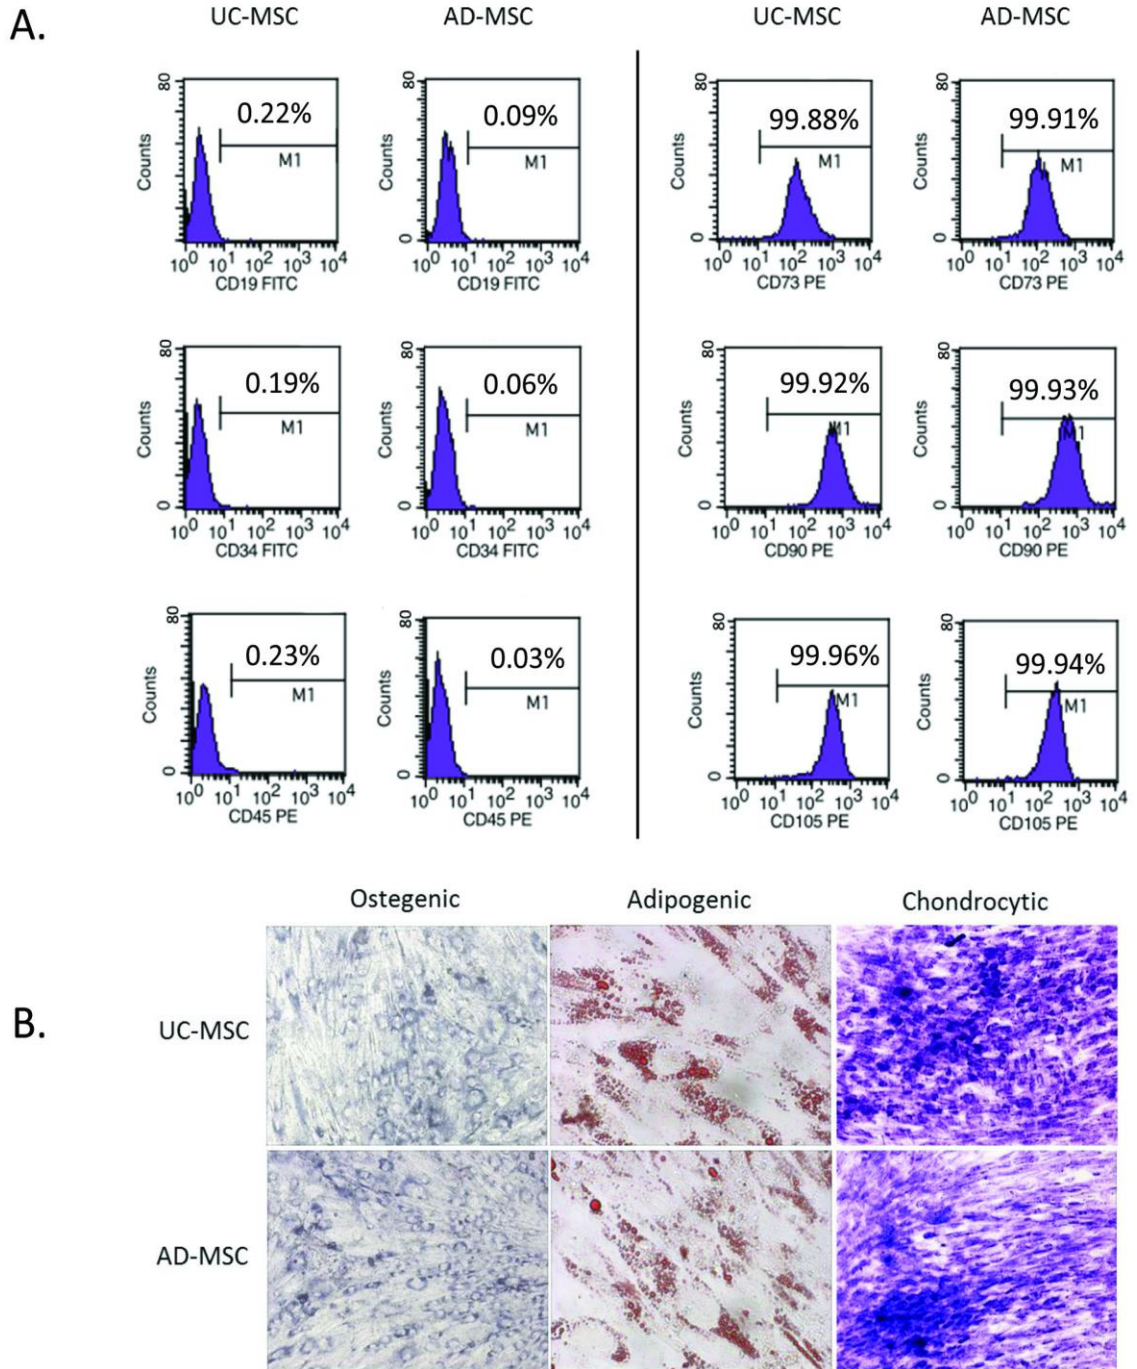 A.
UC-MSC AD-MSC UC-MSC AD-MSC
80 0.22% M1 Counts 0 10^0 10^1 10^2 10^3 10^4 CD19 FITC
80 0.09% M1 Counts 0 10^0 10^1 10^2 10^3 10^4 CD19 FITC
80 99.88% M1 Counts 0 10^0 10^1 10^2 10^3 10^4 CD73 PE
80 99.91% M1 Counts 0 10^0 10^1 10^2 10^3 10^4 CD73 PE
80 0.19% M1 Counts 0 10^0 10^1 10^2 10^3 10^4 CD34 FITC
80 0.06% M1 Counts 0 10^0 10^1 10^2 10^3 10^4 CD34 FITC
80 99.92% M1 Counts 0 10^0 10^1 10^2 10^3 10^4 CD90 PE
80 99.93% M1 Counts 0 10^0 10^1 10^2 10^3 10^4 CD90 PE
80 0.23% M1 Counts 0 10^0 10^1 10^2 10^3 10^4 CD45 PE
80 0.03% M1 Counts 0 10^0 10^1 10^2 10^3 10^4 CD45 PE
80 99.96% M1 Counts 0 10^0 10^1 10^2 10^3 10^4 CD105 PE
80 99.94% M1 Counts 0 10^0 10^1 10^2 10^3 10^4 CD105 PE
B.
Ostegenic Adipogenic Chondrocytic
UC-MSC
AD-MSC